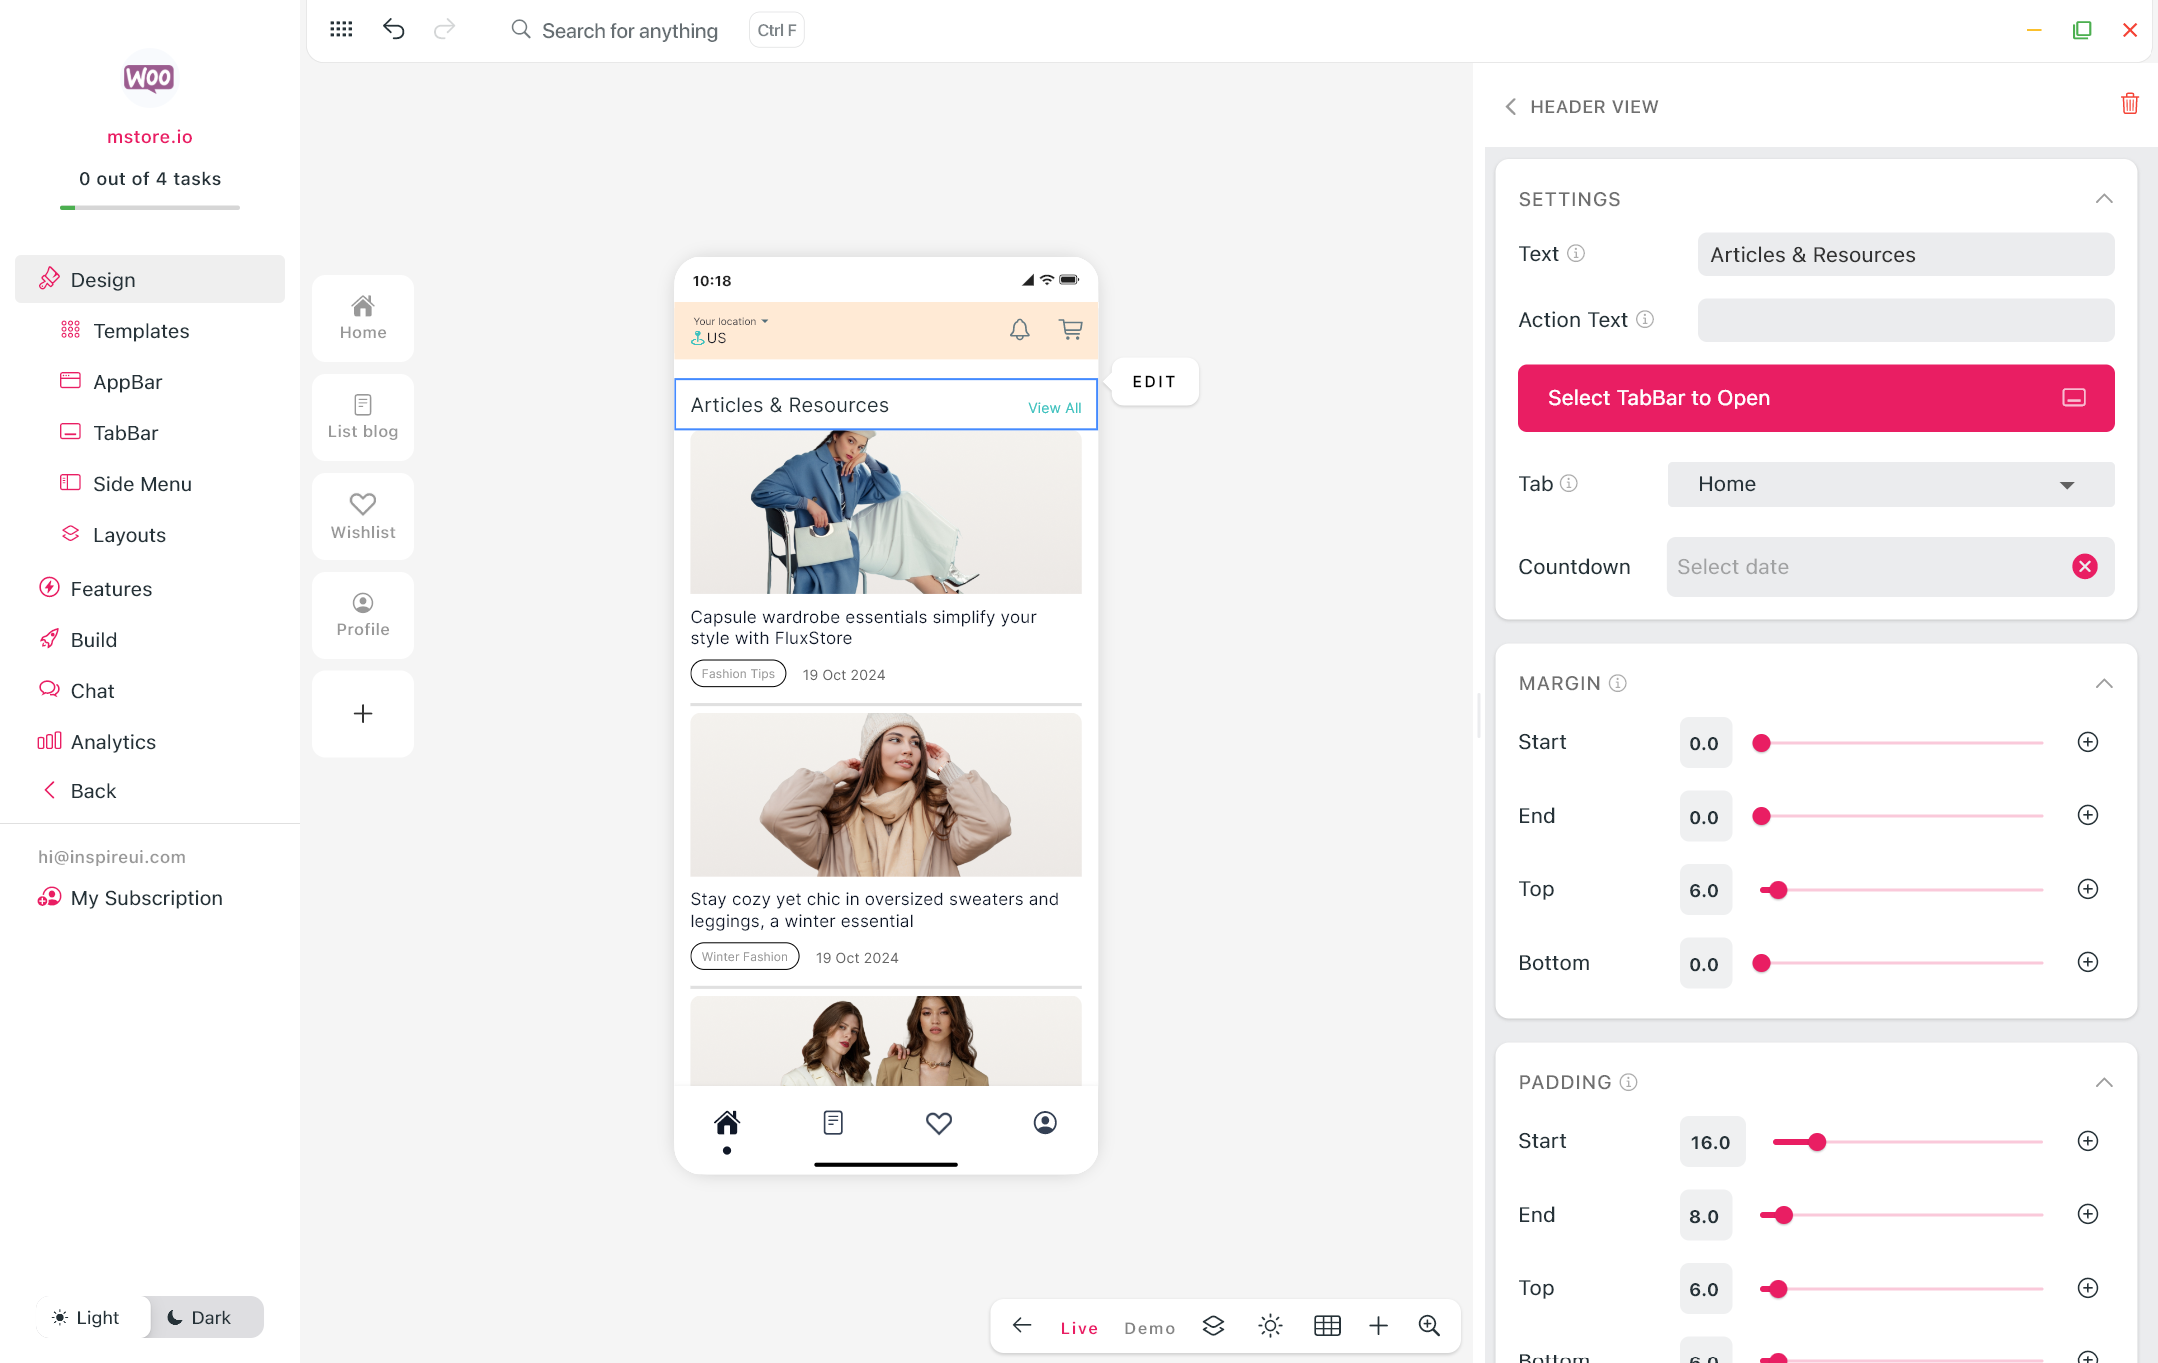 Search for anything
Ctrl F
WOO
mstore.io
0 out of 4 tasks
Design
Templates
AppBar
TabBar
Side Menu
Layouts
Features
Build
Chat
Analytics
Back
hi@inspireui.com
My Subscription
Light
Dark
Home
List blog
Wishlist
Profile
10:18
Your location
US
EDIT
Articles & Resources
View All
Capsule wardrobe essentials simplify your
style with FluxStore
Fashion Tips
19 Oct 2024
Stay cozy yet chic in oversized sweaters and
leggings, a winter essential
Winter Fashion
19 Oct 2024
Live
Demo
HEADER VIEW
SETTINGS
Text
Articles & Resources
Action Text
Select TabBar to Open
Tab
Home
Countdown
Select date
MARGIN
Start
0.0
End
0.0
Top
6.0
Bottom
0.0
PADDING
Start
16.0
End
8.0
Top
6.0
Bottom
6.0